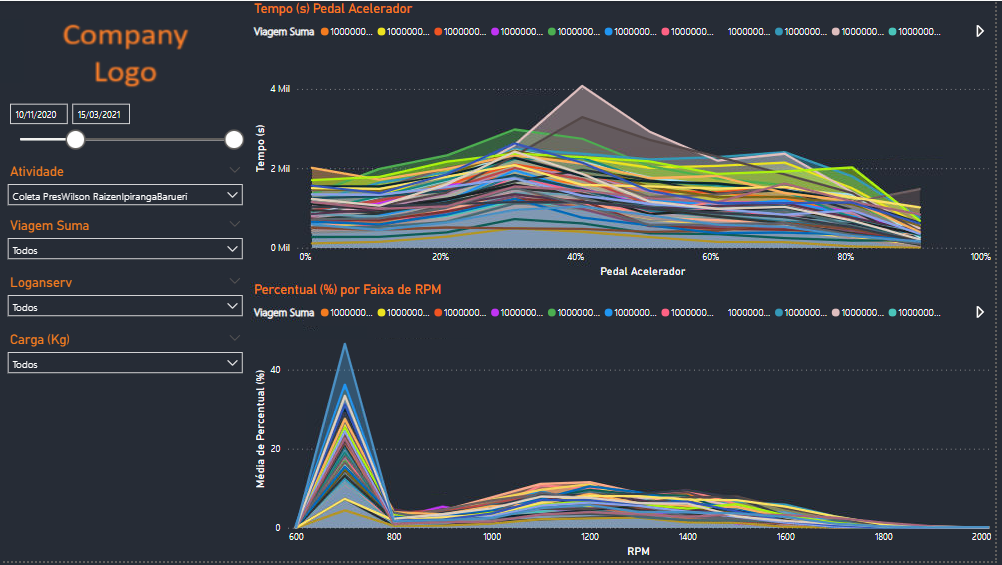 Company
Logo
10/11/2020
15/03/2021
Atividade
Coleta PresWilson RaizenIpirangaBarueri
Viagem Suma
Todos
Loganserv
Todos
Carga (Kg)
Todos
Tempo (s) Pedal Acelerador
Viagem Suma 1000000... 1000000... 1000000... 1000000... 1000000... 1000000... 1000000... 1000000... 1000000... 1000000... 1000000...
Tempo (s)
4 Mil
2 Mil
0 Mil
0% 20% 40% 60% 80% 100%
Pedal Acelerador
Percentual (%) por Faixa de RPM
Viagem Suma 1000000... 1000000... 1000000... 1000000... 1000000... 1000000... 1000000... 1000000... 1000000... 1000000... 1000000...
Média de Percentual (%)
40
20
0
600 800 1000 1200 1400 1600 1800 2000
RPM